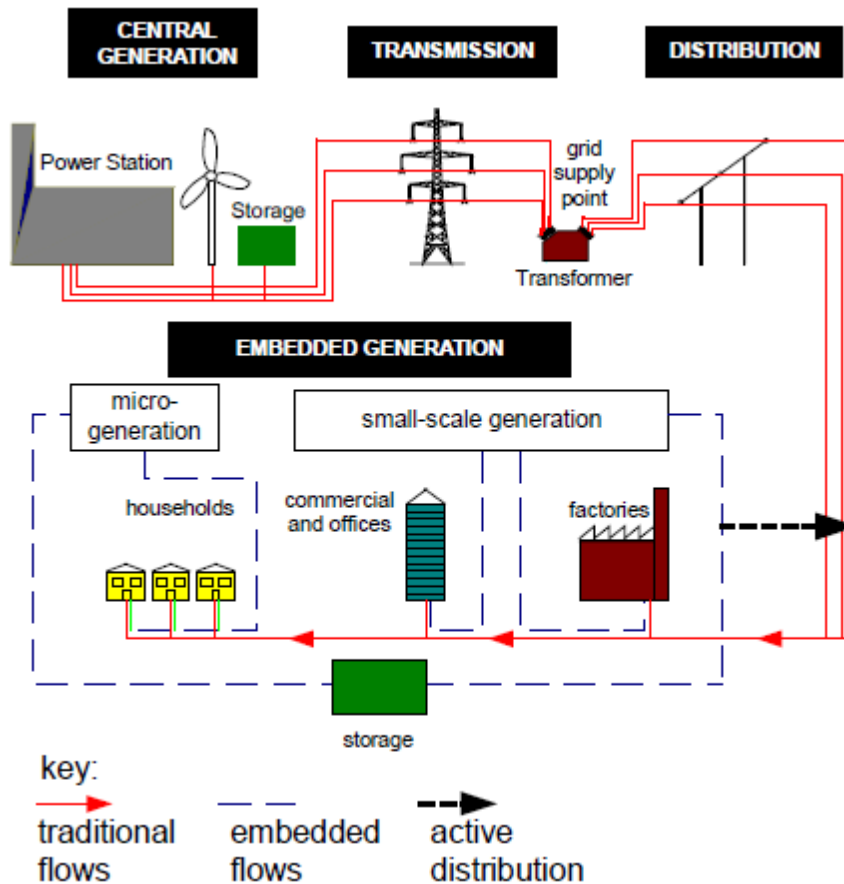 CENTRAL
GENERATION
TRANSMISSION
DISTRIBUTION
Power Station
Storage
grid
supply
point
Transformer
EMBEDDED GENERATION
micro-
generation
small-scale generation
households
commercial
and offices
factories
storage
key:
traditional
flows
embedded
flows
active
distribution